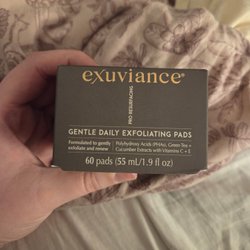 exuviance®
PRO RESURFACING
GENTLE DAILY EXFOLIATING PADS
Formulated to gently
exfoliate and renew
Polyhydroxy Acids (PHAs), Green Tea +
Cucumber Extracts with Vitamins C + E
60 pads (55 mL/1.9 fl oz)